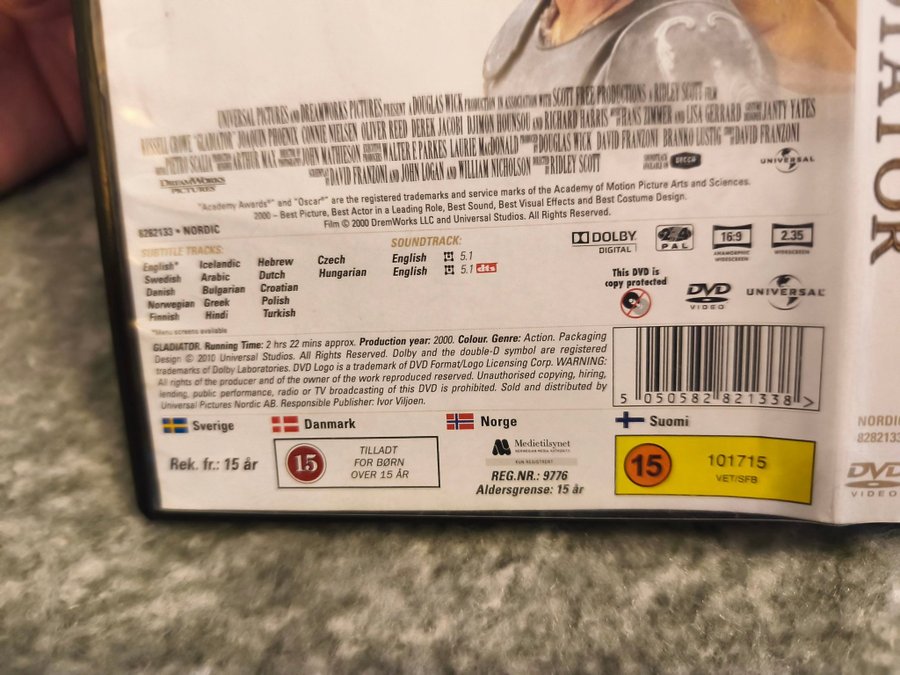 UNIVERSAL PICTURES AND DREAMWORKS PICTURES PRESENT A DOUGLAS WICK PRODUCTION IN ASSOCIATION WITH SCOTT FREE PRODUCTIONS A RIDLEY SCOTT FILM
RUSSELL CROWE "GLADIATOR" JOAQUIN PHOENIX CONNIE NIELSEN OLIVER REED DEREK JACOBI DJIMON HOUNSOU AND RICHARD HARRIS HANS ZIMMER AND LISA GERRARD JANTY YATES
PIETRO SCALIA ARTHUR MAX JOHN MATHIESON WALTER F. PARKES LAURIE MacDONALD DOUGLAS WICK DAVID FRANZONI BRANKO LUSTIG DAVID FRANZONI
DAVID FRANZONI AND JOHN LOGAN AND WILLIAM NICHOLSON RIDLEY SCOTT
SOUNDTRACK AVAILABLE ON DECCA
UNIVERSAL
DREAMWORKS PICTURES
"Academy Awards®" and "Oscar®" are the registered trademarks and service marks of the Academy of Motion Picture Arts and Sciences.
2000 – Best Picture, Best Actor in a Leading Role, Best Sound, Best Visual Effects and Best Costume Design.
Film © 2000 DremWorks LLC and Universal Studios. All Rights Reserved.
8282133 • NORDIC
SUBTITLE TRACKS:
English* Icelandic Hebrew Czech
Swedish Arabic Dutch Hungarian
Danish Bulgarian Croatian
Norwegian Greek Polish
Finnish Hindi Turkish
*Menu screens available
SOUNDTRACK:
English 5.1
English 5.1 dts
DOLBY DIGITAL
2 4
PAL
16:9
ANAMORPHIC WIDESCREEN
2.35
WIDESCREEN
This DVD is
copy protected
DVD VIDEO
UNIVERSAL
GLADIATOR. Running Time: 2 hrs 22 mins approx. Production year: 2000. Colour. Genre: Action. Packaging
Design © 2010 Universal Studios. All Rights Reserved. Dolby and the double-D symbol are registered
trademarks of Dolby Laboratories. DVD Logo is a trademark of DVD Format/Logo Licensing Corp. WARNING:
All rights of the producer and of the owner of the work reproduced reserved. Unauthorised copying, hiring,
lending, public performance, radio or TV broadcasting of this DVD is prohibited. Sold and distributed by
Universal Pictures Nordic AB. Responsible Publisher: Ivor Viljoen.
5 050582 821338 >
Sverige
Rek. fr.: 15 år
Danmark
15
TILLADT
FOR BØRN
OVER 15 ÅR
Norge
Medietilsynet
NORWEGIAN MEDIA AUTHORITY
KUN REGISTRERT
REG.NR.: 9776
Aldersgrense: 15 år
Suomi
15
101715
VET/SFB
IATOR
NORDIC
8282133
DVD
VIDEO